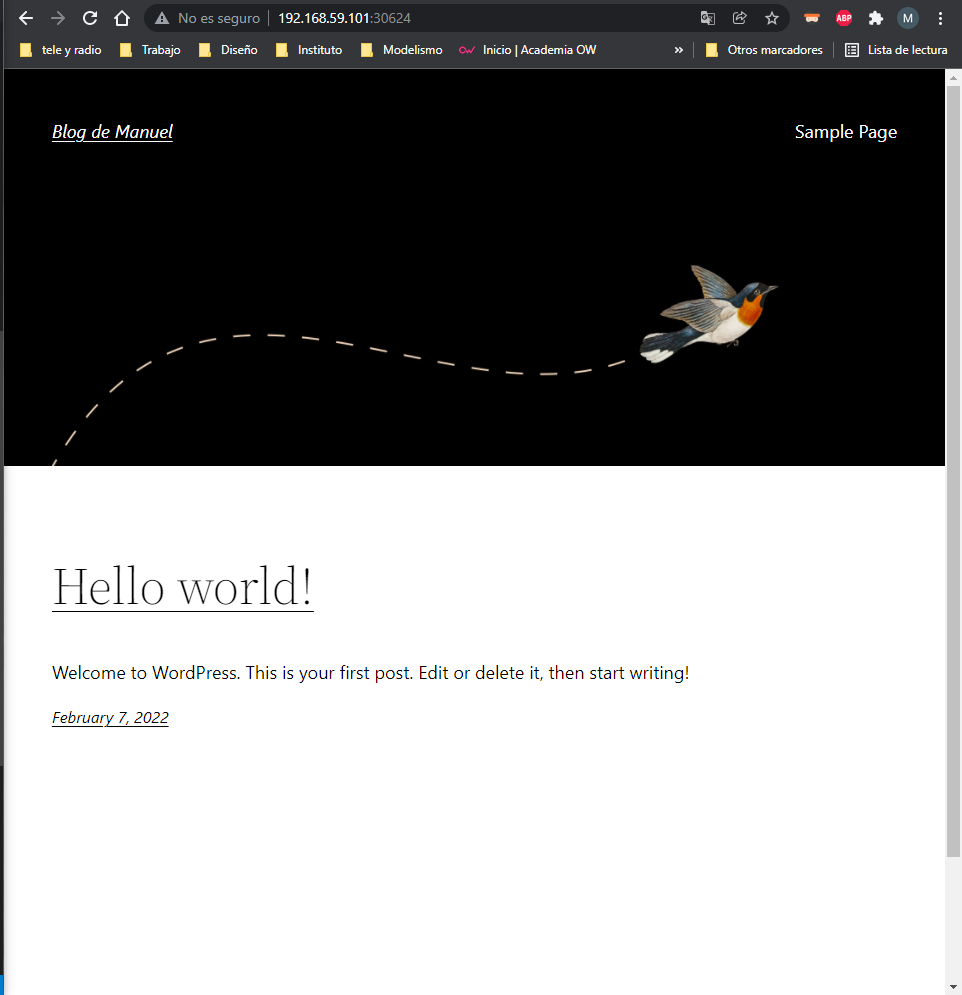 No es seguro 192.168.59.101:30624 ABP M
tele y radio Trabajo Diseño Instituto Modelismo OW Inicio | Academia OW » Otros marcadores Lista de lectura
Blog de Manuel Sample Page
Hello world!
Welcome to WordPress. This is your first post. Edit or delete it, then start writing!
February 7, 2022